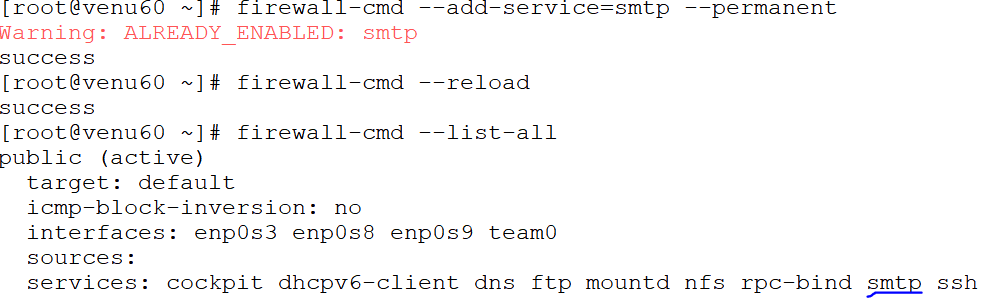 [root@venu60 ~]# firewall-cmd --add-service=smtp --permanent
Warning: ALREADY_ENABLED: smtp
success
[root@venu60 ~]# firewall-cmd --reload
success
[root@venu60 ~]# firewall-cmd --list-all
public (active)
  target: default
  icmp-block-inversion: no
  interfaces: enp0s3 enp0s8 enp0s9 team0
  sources:
  services: cockpit dhcpv6-client dns ftp mountd nfs rpc-bind smtp ssh